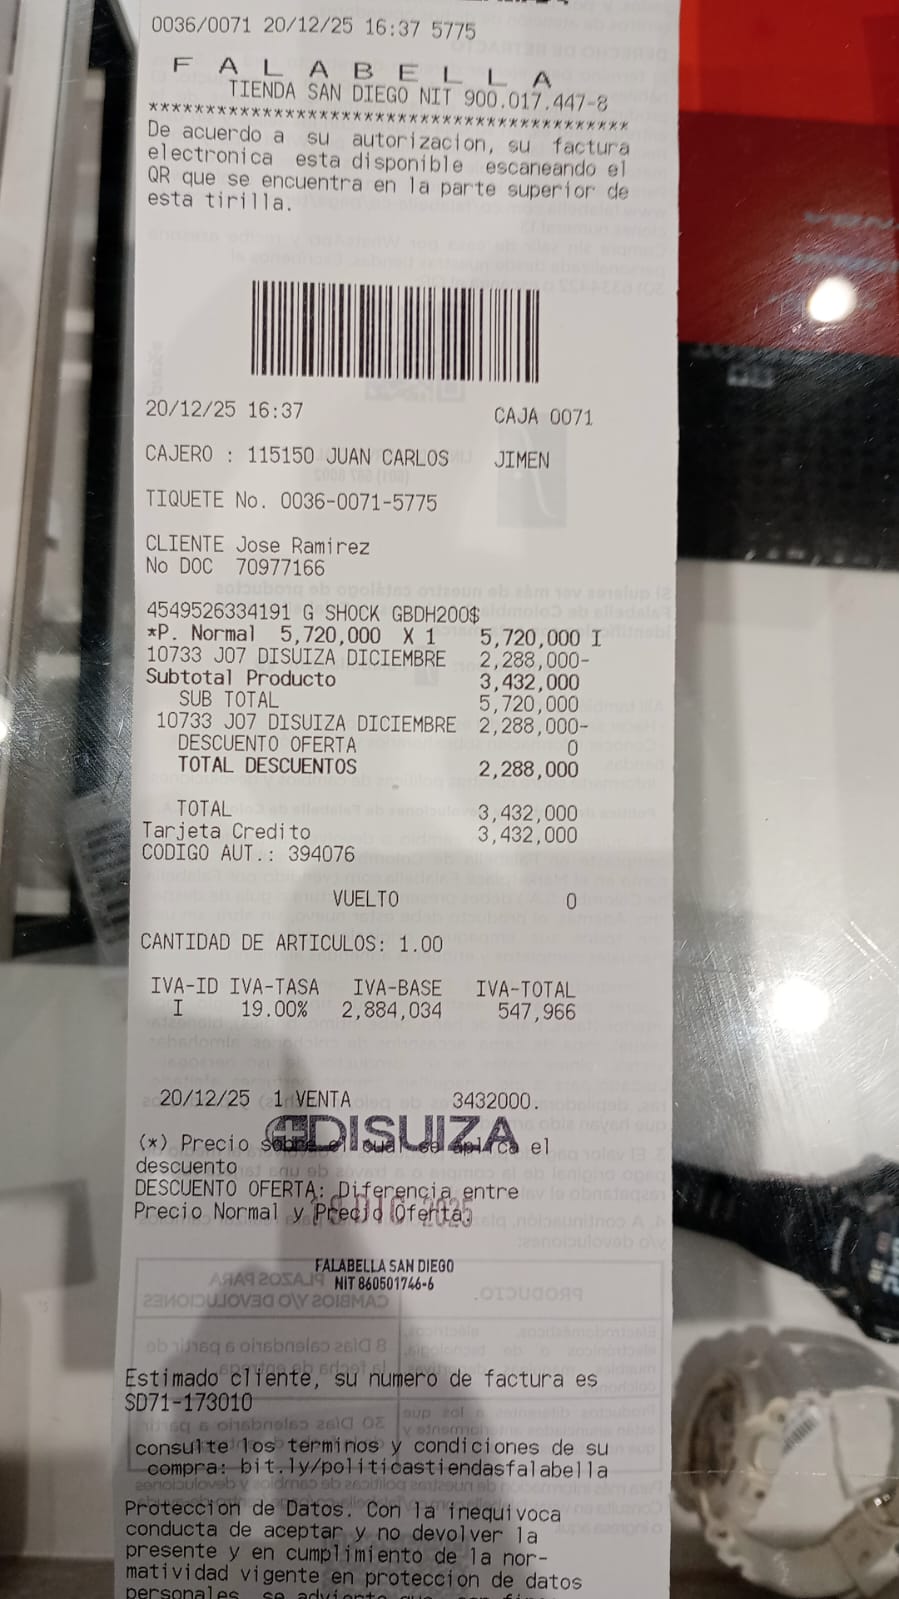 0036/0071 20/12/25 16:37 5775
F A L A B E L L A
TIENDA SAN DIEGO NIT 900.017.447-8
*******************************************
De acuerdo a su autorizacion, su factura
electronica esta disponible escaneando el
QR que se encuentra en la parte superior de
esta tirilla.
20/12/25 16:37 CAJA 0071
CAJERO : 115150 JUAN CARLOS JIMEN
TIQUETE No. 0036-0071-5775
CLIENTE Jose Ramirez
No DOC 70977166
4549526334191 G SHOCK GBDH200$
*P. Normal 5,720,000 X 1 5,720,000 I
10733 J07 DISUIZA DICIEMBRE 2,288,000-
Subtotal Producto 3,432,000
SUB TOTAL 5,720,000
10733 J07 DISUIZA DICIEMBRE 2,288,000-
DESCUENTO OFERTA 0
TOTAL DESCUENTOS 2,288,000
TOTAL 3,432,000
Tarjeta Credito 3,432,000
CODIGO AUT.: 394076
VUELTO 0
CANTIDAD DE ARTICULOS: 1.00
IVA-ID IVA-TASA IVA-BASE IVA-TOTAL
I 19.00% 2,884,034 547,966
20/12/25 1 VENTA 3432000.
DISUIZA
(*) Precio sobre el cual se aplica el
descuento
DESCUENTO OFERTA: Diferencia entre
Precio Normal y Precio Oferta.
2025
FALABELLA SAN DIEGO
NIT 860501746-6
Estimado cliente, su numero de factura es
SD71-173010
consulte los terminos y condiciones de su
compra: bit.ly/politicastiendasfalabella
Proteccion de Datos. Con la inequivoca
conducta de aceptar y no devolver la
presente y en cumplimiento de la nor-
matividad vigente en proteccion de datos
personales, se advierte que, con fines